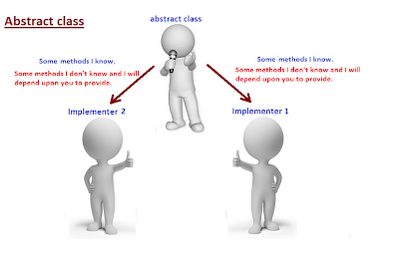 Abstract class
abstract class
Some methods I know.
Some methods I don't know and I will
depend upon you to provide.
Some methods I know.
Some methods I don't know and I will
depend upon you to provide.
Implementer 2
Implementer 1